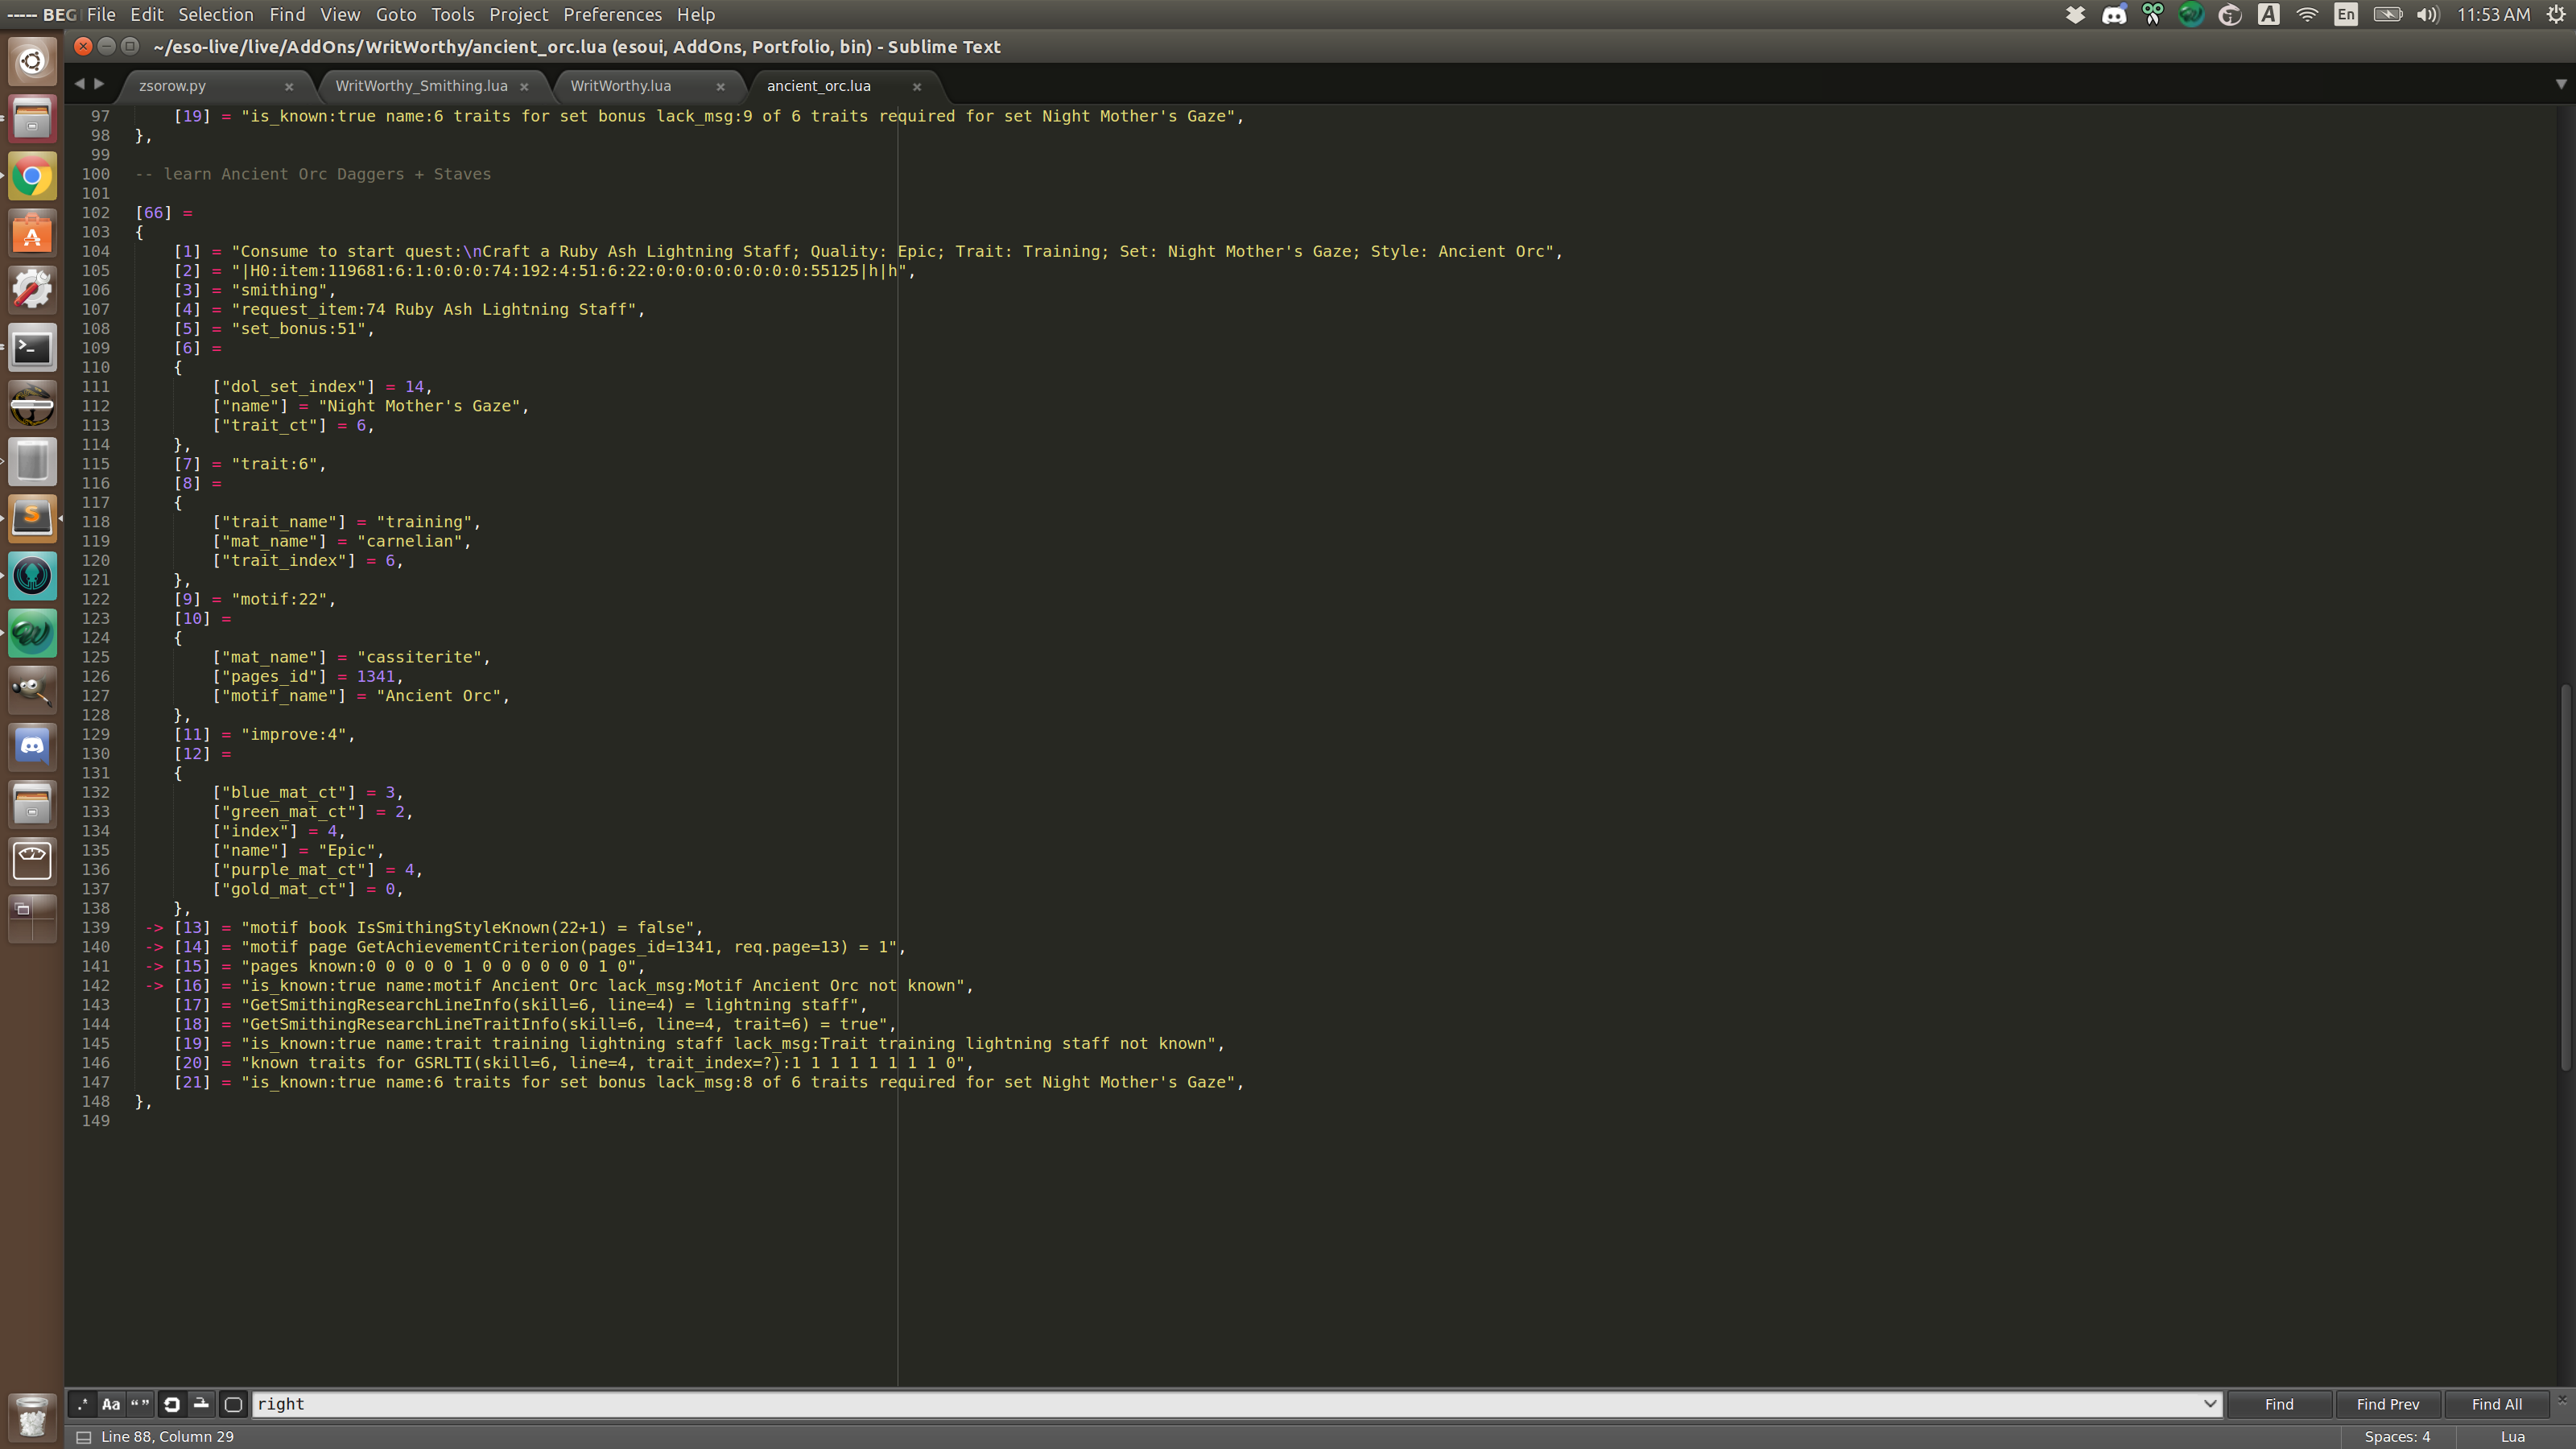 ----- BEG File Edit Selection Find View Goto Tools Project Preferences Help
En 11:53 AM
~/eso-live/live/AddOns/WritWorthy/ancient_orc.lua (esoui, AddOns, Portfolio, bin) - Sublime Text
zsorow.py × WritWorthy_Smithing.lua × WritWorthy.lua × ancient_orc.lua ×
97 [19] = "is_known:true name:6 traits for set bonus lack_msg:9 of 6 traits required for set Night Mother's Gaze",
98 },
99
100 -- learn Ancient Orc Daggers + Staves
101
102 [66] =
103 {
104 [1] = "Consume to start quest:\nCraft a Ruby Ash Lightning Staff; Quality: Epic; Trait: Training; Set: Night Mother's Gaze; Style: Ancient Orc",
105 [2] = "|H0:item:119681:6:1:0:0:0:74:192:4:51:6:22:0:0:0:0:0:0:0:0:55125|h|h",
106 [3] = "smithing",
107 [4] = "request_item:74 Ruby Ash Lightning Staff",
108 [5] = "set_bonus:51",
109 [6] =
110 {
111 ["dol_set_index"] = 14,
112 ["name"] = "Night Mother's Gaze",
113 ["trait_ct"] = 6,
114 },
115 [7] = "trait:6",
116 [8] =
117 {
118 ["trait_name"] = "training",
119 ["mat_name"] = "carnelian",
120 ["trait_index"] = 6,
121 },
122 [9] = "motif:22",
123 [10] =
124 {
125 ["mat_name"] = "cassiterite",
126 ["pages_id"] = 1341,
127 ["motif_name"] = "Ancient Orc",
128 },
129 [11] = "improve:4",
130 [12] =
131 {
132 ["blue_mat_ct"] = 3,
133 ["green_mat_ct"] = 2,
134 ["index"] = 4,
135 ["name"] = "Epic",
136 ["purple_mat_ct"] = 4,
137 ["gold_mat_ct"] = 0,
138 },
139 -> [13] = "motif book IsSmithingStyleKnown(22+1) = false",
140 -> [14] = "motif page GetAchievementCriterion(pages_id=1341, req.page=13) = 1",
141 -> [15] = "pages known:0 0 0 0 0 1 0 0 0 0 0 0 1 0",
142 -> [16] = "is_known:true name:motif Ancient Orc lack_msg:Motif Ancient Orc not known",
143 [17] = "GetSmithingResearchLineInfo(skill=6, line=4) = lightning staff",
144 [18] = "GetSmithingResearchLineTraitInfo(skill=6, line=4, trait=6) = true",
145 [19] = "is_known:true name:trait training lightning staff lack_msg:Trait training lightning staff not known",
146 [20] = "known traits for GSRLTI(skill=6, line=4, trait_index=?):1 1 1 1 1 1 1 1 0",
147 [21] = "is_known:true name:6 traits for set bonus lack_msg:8 of 6 traits required for set Night Mother's Gaze",
148 },
149
.* Aa “” right Find Find Prev Find All
Line 88, Column 29 Spaces: 4 Lua